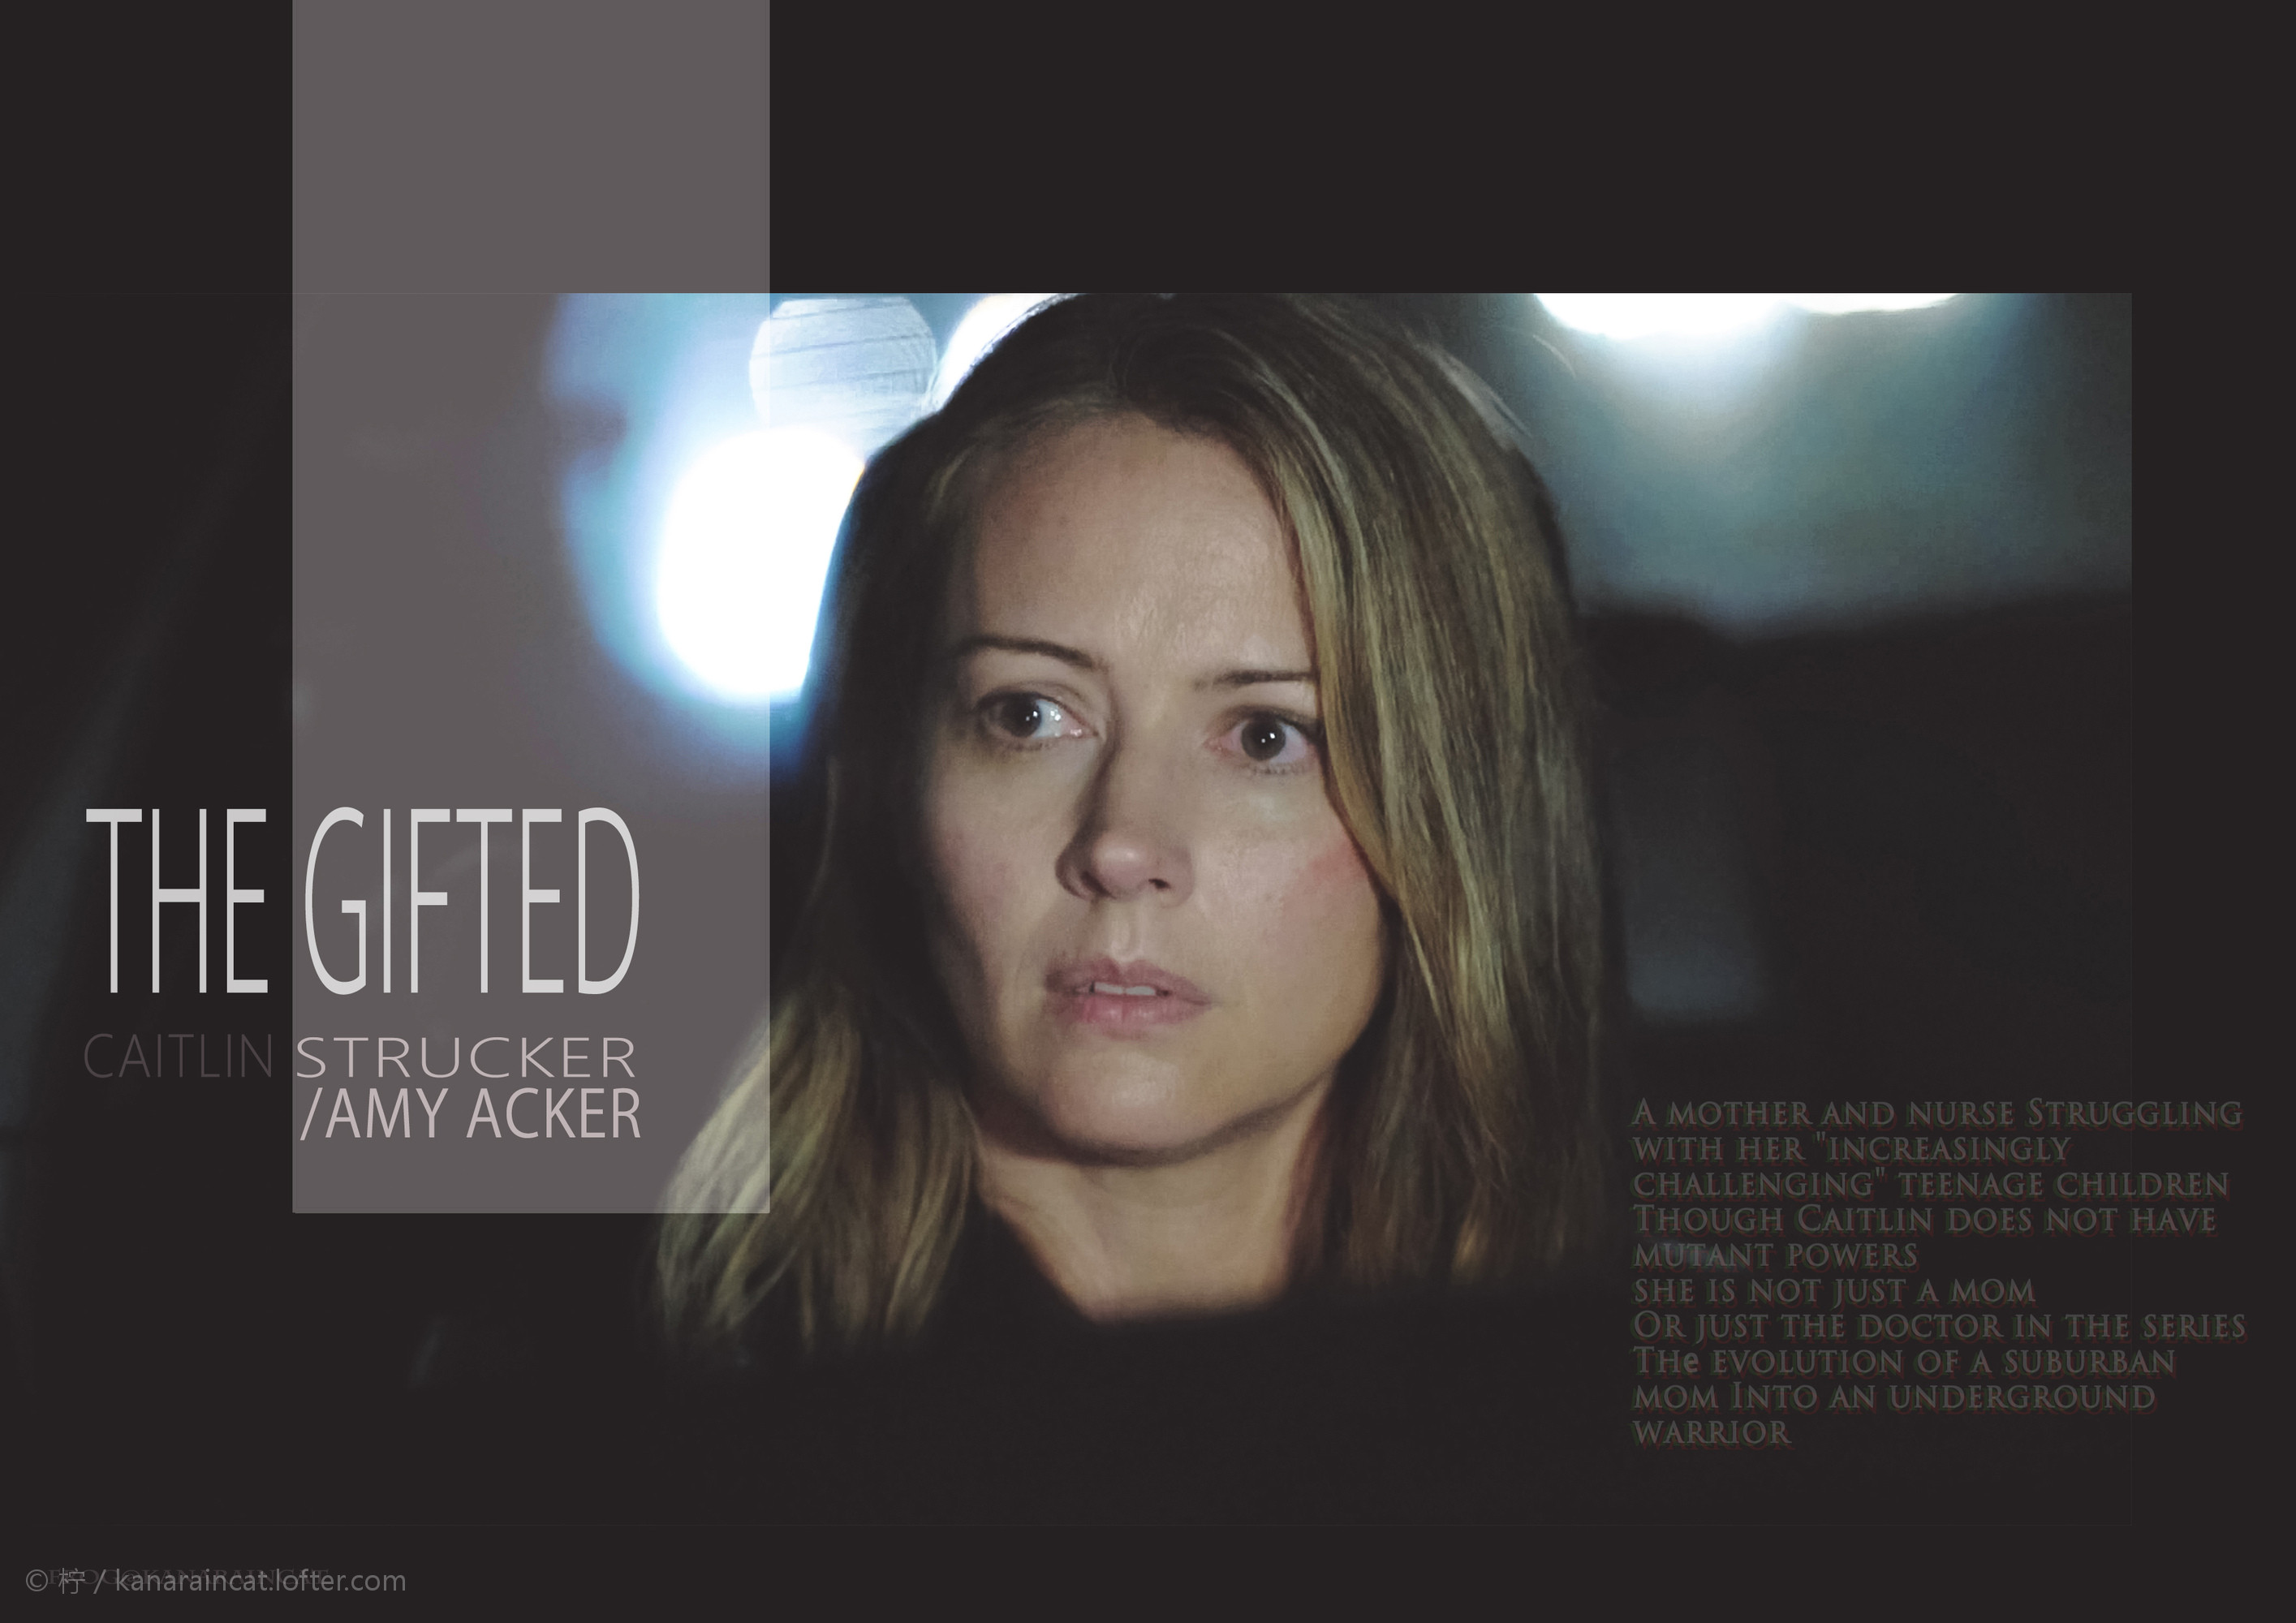 THE GIFTED
CAITLIN STRUCKER
/AMY ACKER
A MOTHER AND NURSE STRUGGLING
WITH HER "INCREASINGLY
CHALLENGING" TEENAGE CHILDREN
THOUGH CAITLIN DOES NOT HAVE
MUTANT POWERS
SHE IS NOT JUST A MOM
OR JUST THE DOCTOR IN THE SERIES
THe EVOLUTION OF A SUBURBAN
MOM INTO AN UNDERGROUND
WARRIOR
© 柠 / kanaraincat.lofter.com